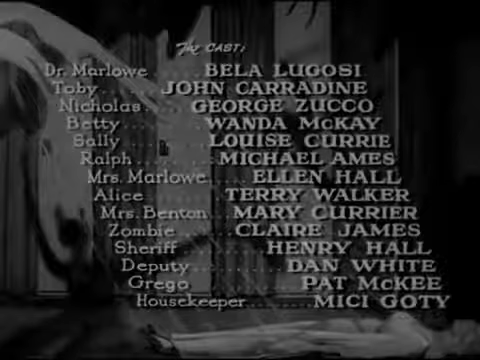 The CAST:
Dr. Marlowe..... BELA LUGOSI
Toby...... JOHN CARRADINE
Nicholas..... GEORGE ZUCCO
Betty......... WANDA McKAY
Sally......... LOUISE CURRIE
Ralph......... MICHAEL AMES
Mrs. Marlowe..... ELLEN HALL
Alice......... TERRY WALKER
Mrs. Benton... MARY CURRIER
Zombie...... CLAIRE JAMES
Sheriff......... HENRY HALL
Deputy.......... DAN WHITE
Grego............ PAT McKEE
Housekeeper....... MICI GOTY